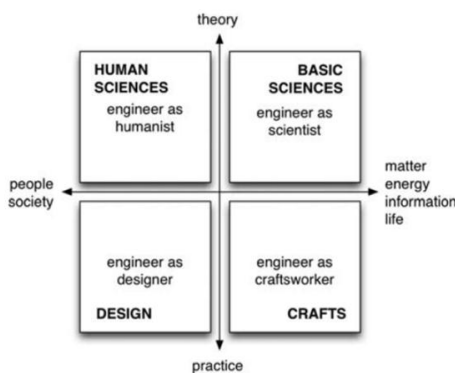 theory
HUMAN
SCIENCES
engineer as
humanist
BASIC
SCIENCES
engineer as
scientist
people
society
matter
energy
information
life
engineer as
designer
DESIGN
engineer as
craftsworker
CRAFTS
practice